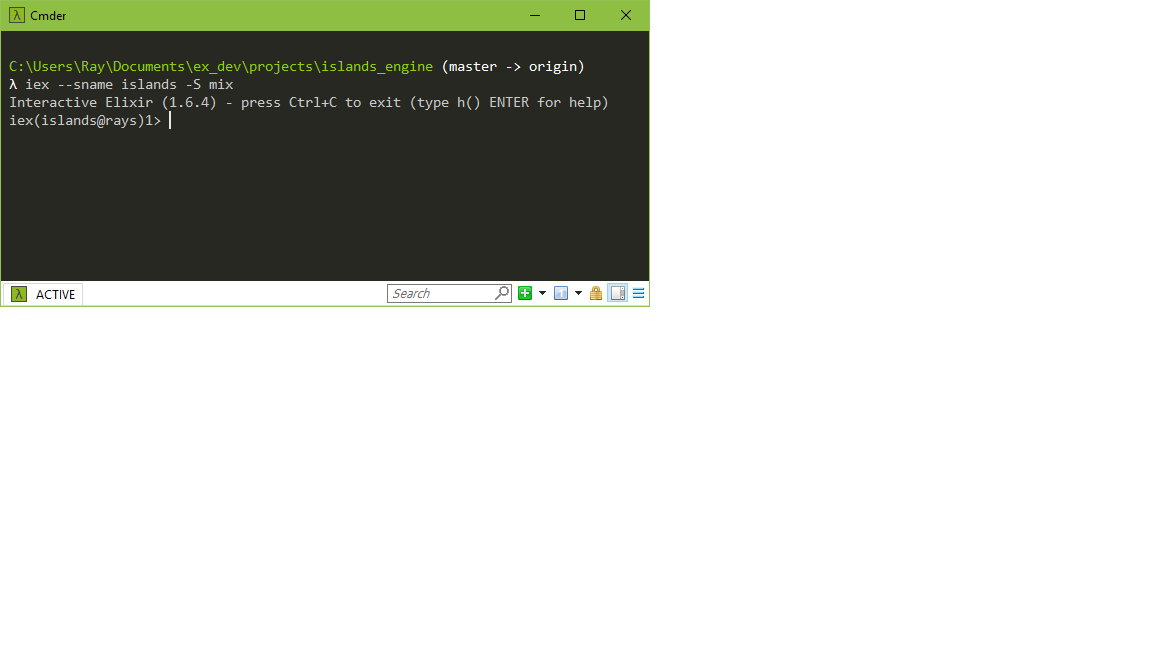 Cmder
C:\Users\Ray\Documents\ex_dev\projects\islands_engine (master -> origin)
λ iex --sname islands -S mix
Interactive Elixir (1.6.4) - press Ctrl+C to exit (type h() ENTER for help)
iex(islands@rays)1>
λ ACTIVE
Search